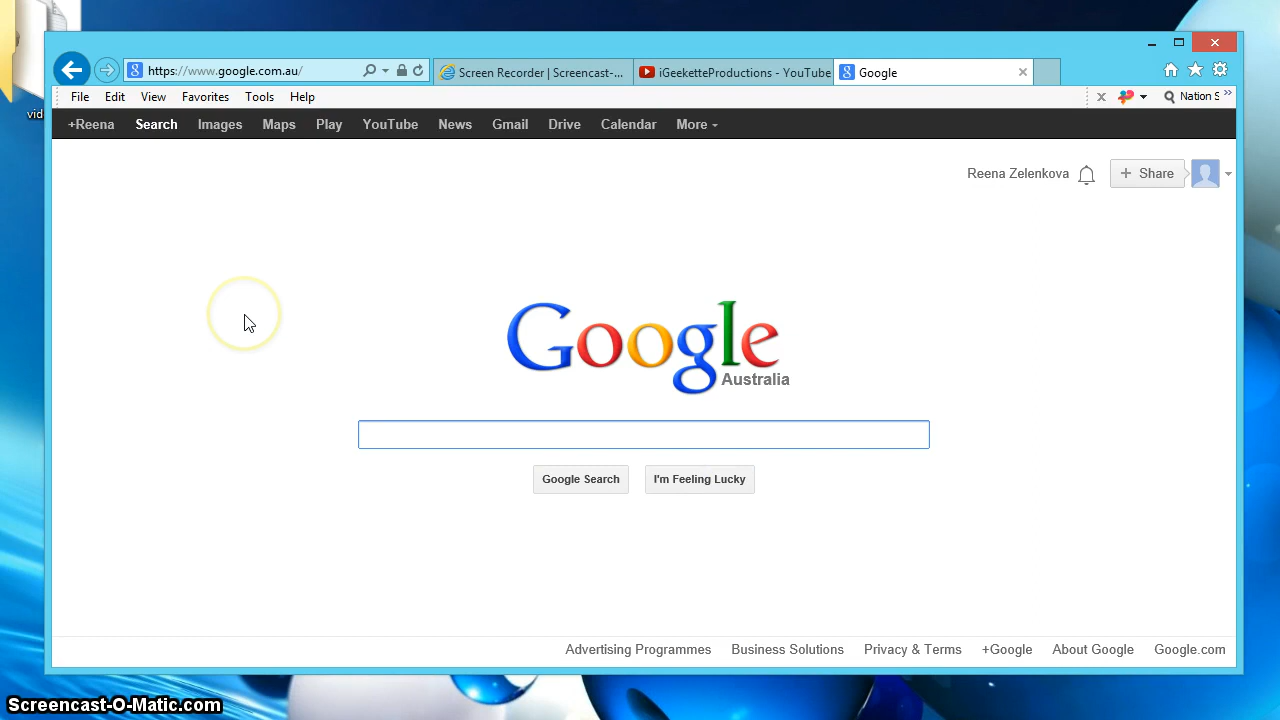 https://www.google.com.au/
Screen Recorder | Screencast-...
iGeeketteProductions - YouTube
Google
File Edit View Favorites Tools Help
x
Nation S
vid
+Reena Search Images Maps Play YouTube News Gmail Drive Calendar More
Reena Zelenkova
+ Share
Google
Australia
Google Search
I'm Feeling Lucky
Advertising Programmes Business Solutions Privacy & Terms +Google About Google Google.com
Screencast-O-Matic.com